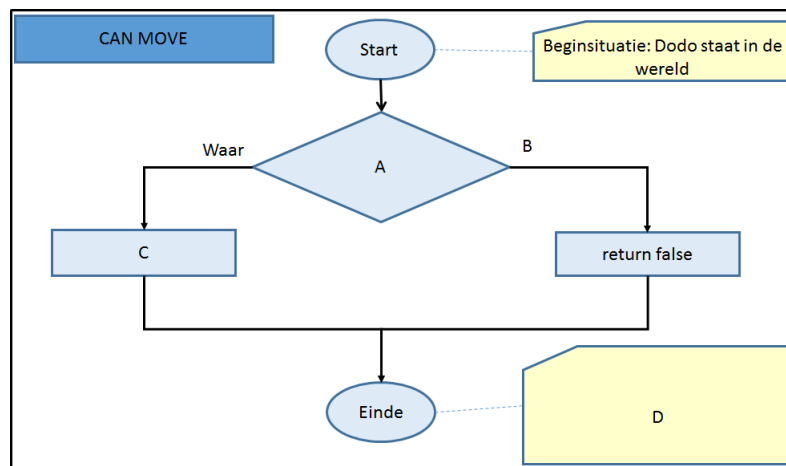 CAN MOVE
Start
Beginsituatie: Dodo staat in de
wereld
Waar
A
B
C
return false
Einde
D